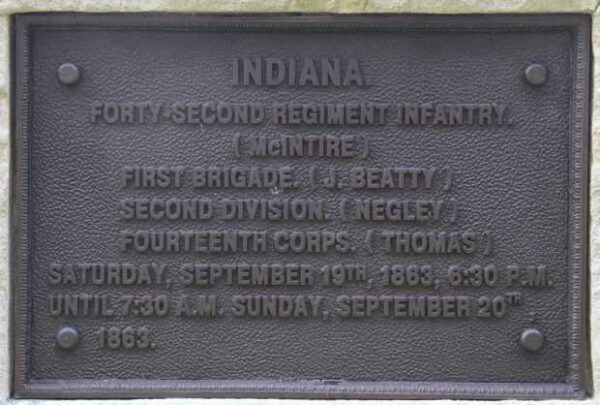 INDIANA.
FORTY-SECOND REGIMENT INFANTRY.
( McINTIRE )
FIRST BRIGADE. ( J. BEATTY )
SECOND DIVISION. ( NEGLEY )
FOURTEENTH CORPS. ( THOMAS )
SATURDAY, SEPTEMBER 19TH, 1863, 6:30 P.M.
UNTIL 7:30 A.M. SUNDAY, SEPTEMBER 20TH,
1863.